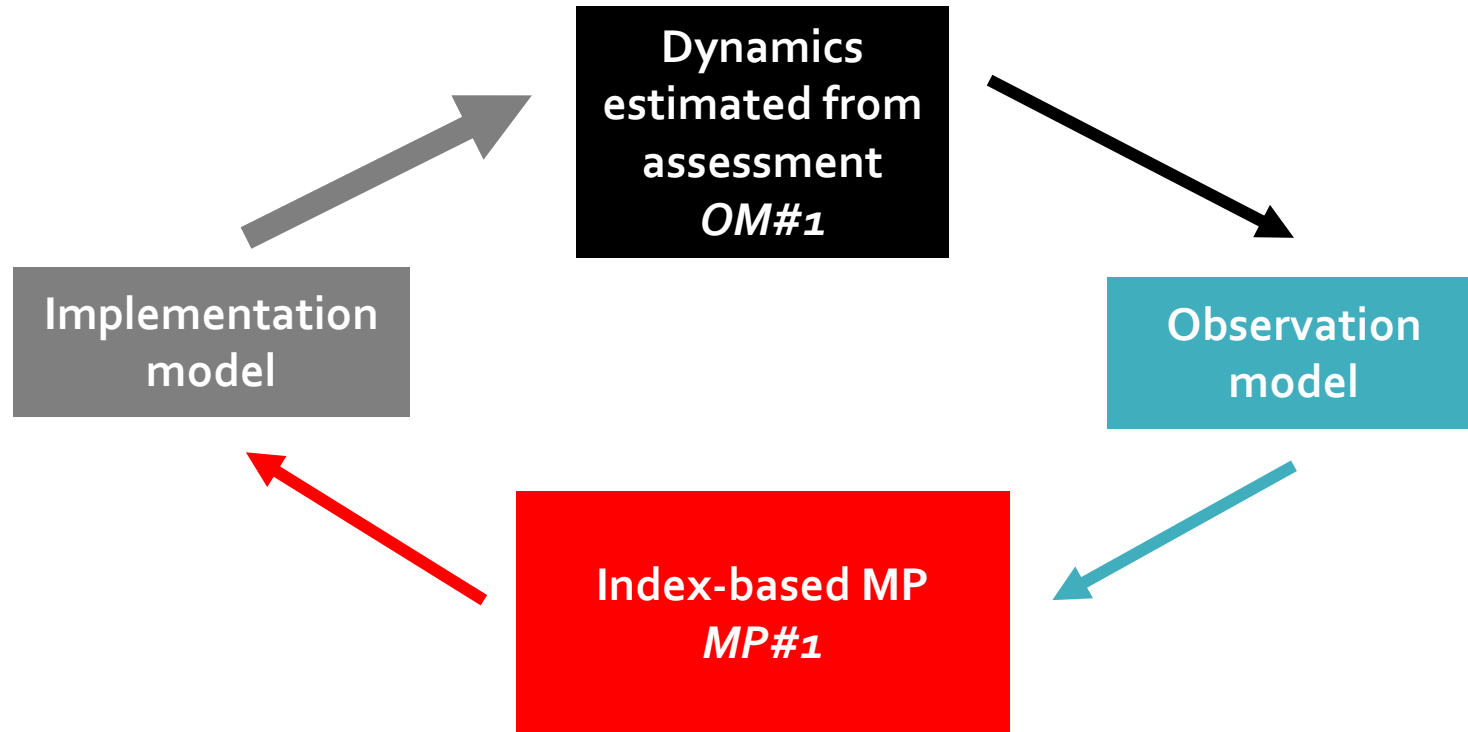 Dynamics
estimated from
assessment
OM#1
Implementation
model
Observation
model
Index-based MP
MP#1